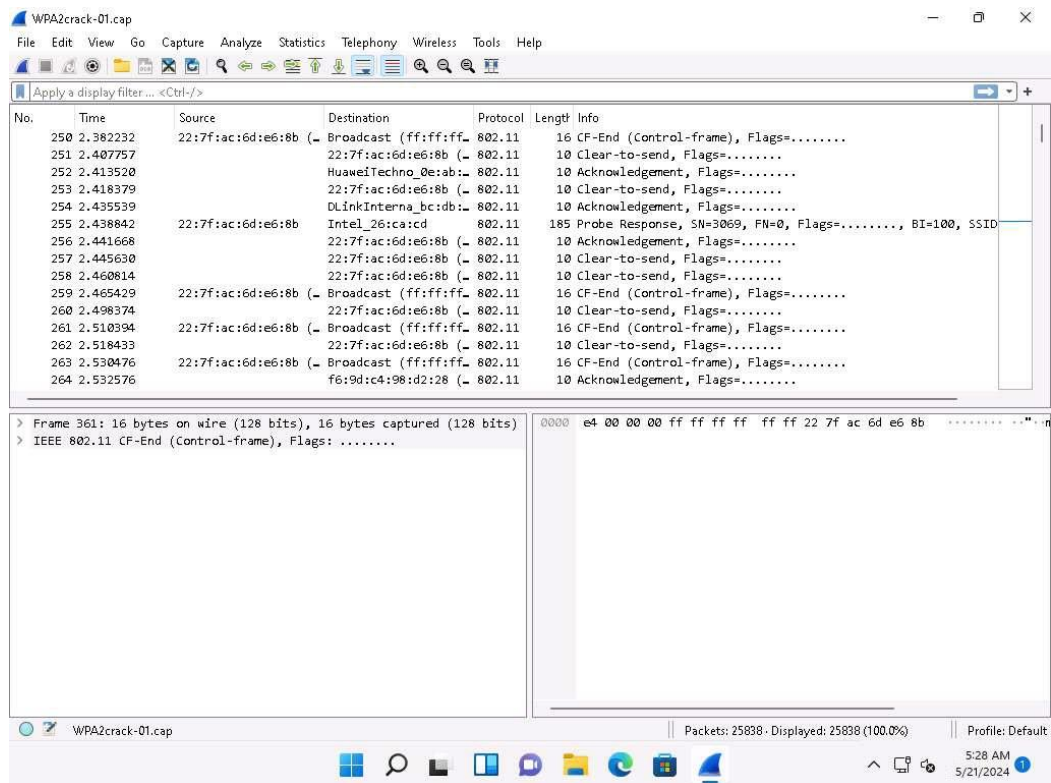 WPA2crack-01.cap
File Edit View Go Capture Analyze Statistics Telephony Wireless Tools Help
Apply a display filter ... <Ctrl-/>
No. Time Source Destination Protocol Length Info
250 2.382232 22:7f:ac:6d:e6:8b (… Broadcast (ff:ff:ff… 802.11 16 CF-End (Control-frame), Flags=........
251 2.407757 22:7f:ac:6d:e6:8b (… 802.11 10 Clear-to-send, Flags=........
252 2.413520 HuaweiTechno_0e:ab:… 802.11 10 Acknowledgement, Flags=........
253 2.418379 22:7f:ac:6d:e6:8b (… 802.11 10 Clear-to-send, Flags=........
254 2.435539 DLinkInterna_bc:db:… 802.11 10 Acknowledgement, Flags=........
255 2.438842 22:7f:ac:6d:e6:8b Intel_26:ca:cd 802.11 185 Probe Response, SN=3069, FN=0, Flags=........, BI=100, SSID
256 2.441668 22:7f:ac:6d:e6:8b (… 802.11 10 Acknowledgement, Flags=........
257 2.445630 22:7f:ac:6d:e6:8b (… 802.11 10 Clear-to-send, Flags=........
258 2.460814 22:7f:ac:6d:e6:8b (… 802.11 10 Clear-to-send, Flags=........
259 2.465429 22:7f:ac:6d:e6:8b (… Broadcast (ff:ff:ff… 802.11 16 CF-End (Control-frame), Flags=........
260 2.498374 22:7f:ac:6d:e6:8b (… 802.11 10 Clear-to-send, Flags=........
261 2.510394 22:7f:ac:6d:e6:8b (… Broadcast (ff:ff:ff… 802.11 16 CF-End (Control-frame), Flags=........
262 2.518433 22:7f:ac:6d:e6:8b (… 802.11 10 Clear-to-send, Flags=........
263 2.530476 22:7f:ac:6d:e6:8b (… Broadcast (ff:ff:ff… 802.11 16 CF-End (Control-frame), Flags=........
264 2.532576 f6:9d:c4:98:d2:28 (… 802.11 10 Acknowledgement, Flags=........
> Frame 361: 16 bytes on wire (128 bits), 16 bytes captured (128 bits)
> IEEE 802.11 CF-End (Control-frame), Flags: ........
0000 e4 00 00 00 ff ff ff ff ff ff 22 7f ac 6d e6 8b ········ ··"··m
WPA2crack-01.cap Packets: 25838 · Displayed: 25838 (100.0%) Profile: Default
5:28 AM
5/21/2024 1